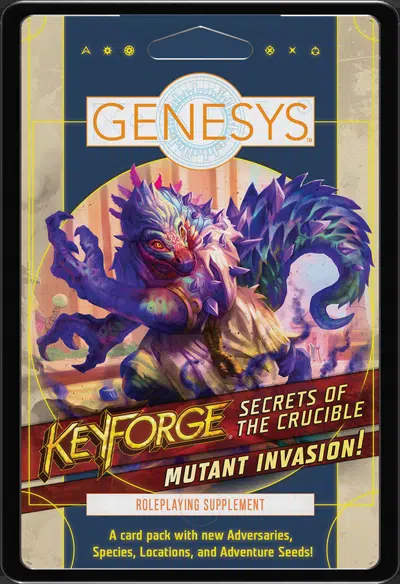 GENESYS™
KEYFORGE®
SECRETS OF
THE CRUCIBLE
MUTANT INVASION!
ROLEPLAYING SUPPLEMENT
A card pack with new Adversaries,
Species, Locations, and Adventure Seeds!